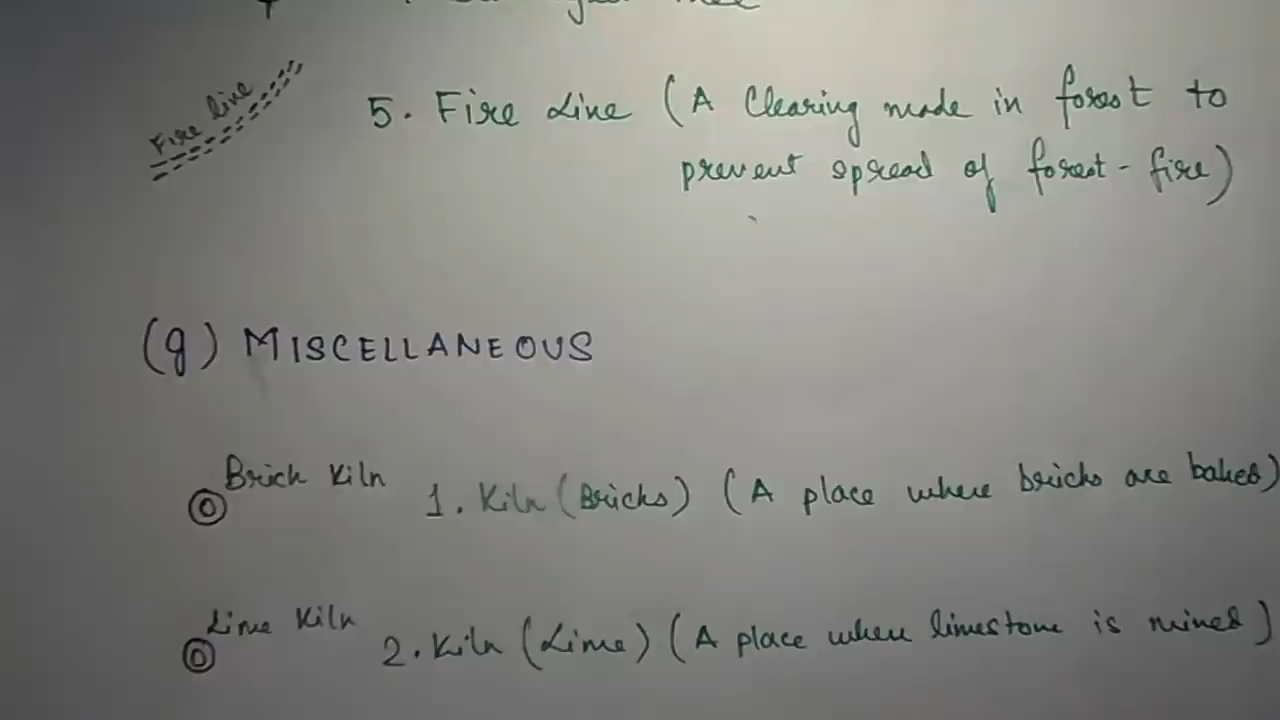 Fire line
5. Fire Line (A Clearing made in forest to
prevent spread of forest-fire)
(g) MISCELLANEOUS
Brick Kiln
1. Kiln (Bricks) (A place where bricks are baked)
Lime Kiln
2. Kiln (Lime) (A place where limestone is mined)